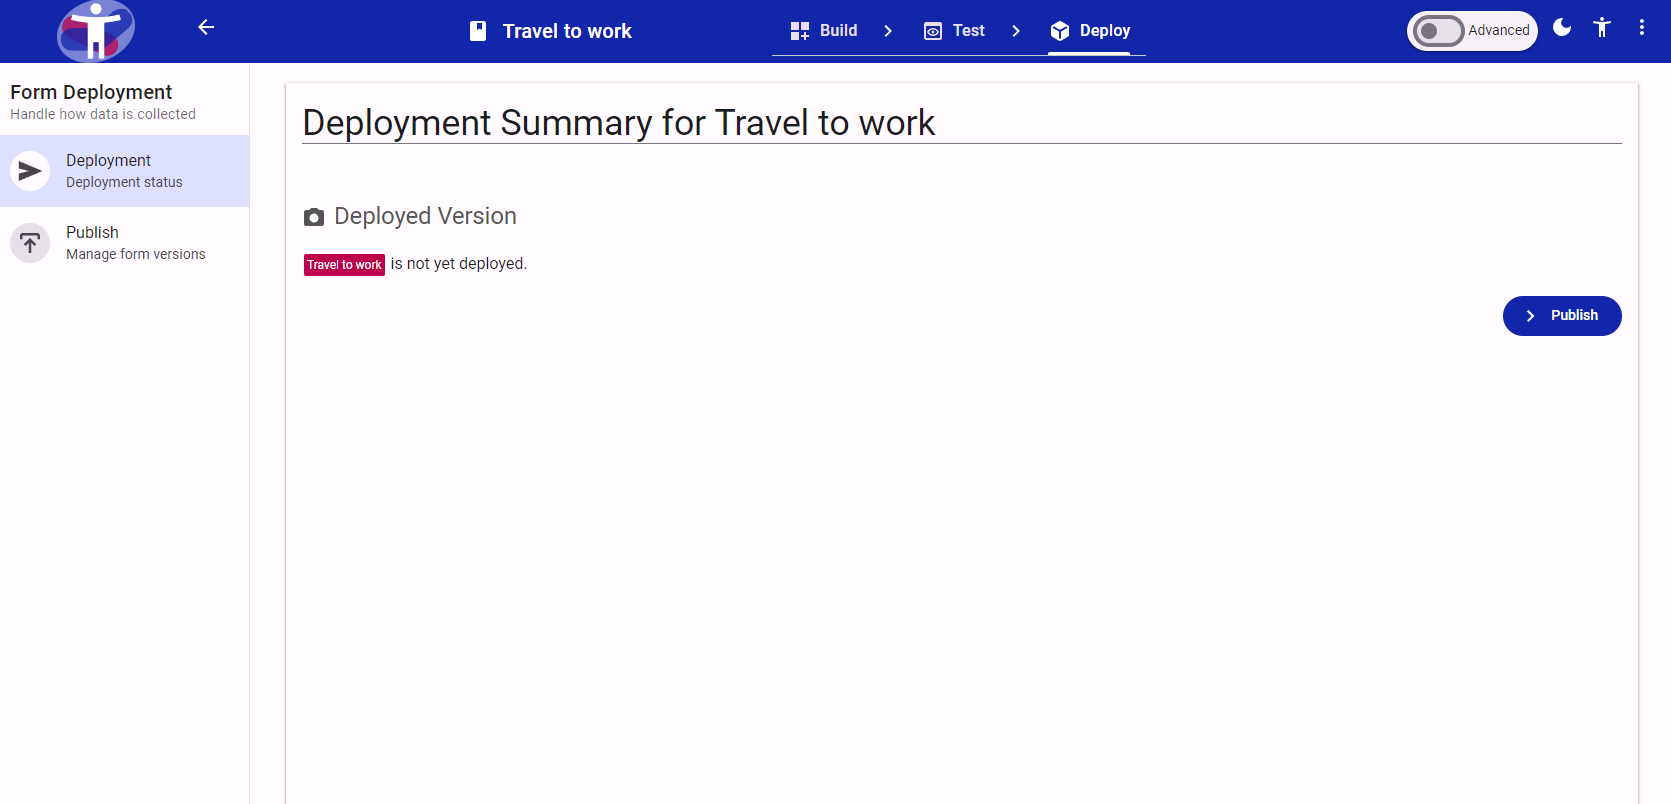 Travel to work
Build
Test
Deploy
Advanced
Form Deployment
Handle how data is collected
Deployment
Deployment status
Publish
Manage form versions
Deployment Summary for Travel to work
Deployed Version
Travel to work is not yet deployed.
Publish